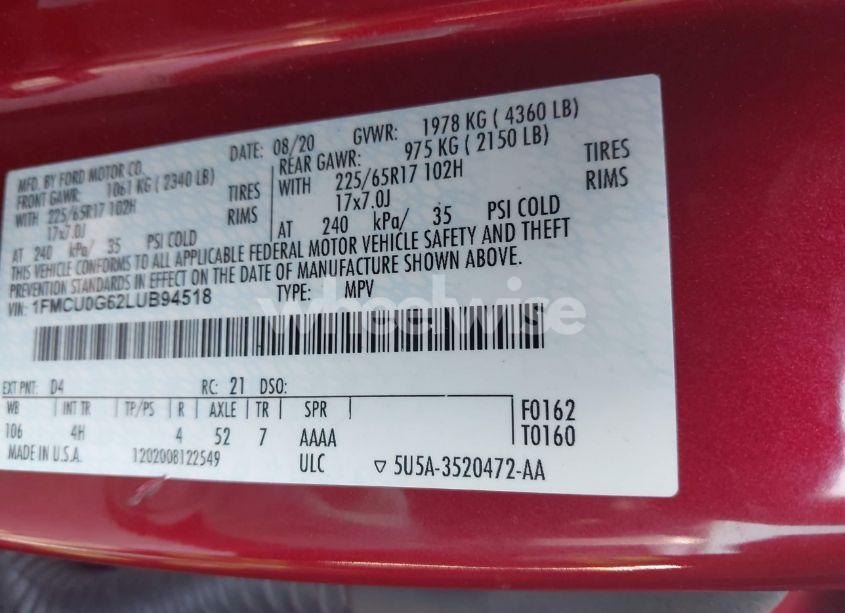 MFD. BY FORD MOTOR CO.
DATE: 08/20 GVWR: 1978 KG ( 4360 LB)
FRONT GAWR: 1061 KG ( 2340 LB) REAR GAWR: 975 KG ( 2150 LB)
WITH 225/65R17 102H TIRES WITH 225/65R17 102H TIRES
17x7.0J RIMS 17x7.0J RIMS
AT 240 kPa/ 35 PSI COLD AT 240 kPa/ 35 PSI COLD
THIS VEHICLE CONFORMS TO ALL APPLICABLE FEDERAL MOTOR VEHICLE SAFETY AND THEFT
PREVENTION STANDARDS IN EFFECT ON THE DATE OF MANUFACTURE SHOWN ABOVE.
VIN: 1FMCU0G62LUB94518 TYPE: MPV
wheelwise
EXT PNT: D4 RC: 21 DSO:
WB INT TR TP/PS R AXLE TR SPR F0162
106 4H 4 52 7 AAAA T0160
MADE IN U.S.A. 1202008122549 ULC ▽ 5U5A-3520472-AA